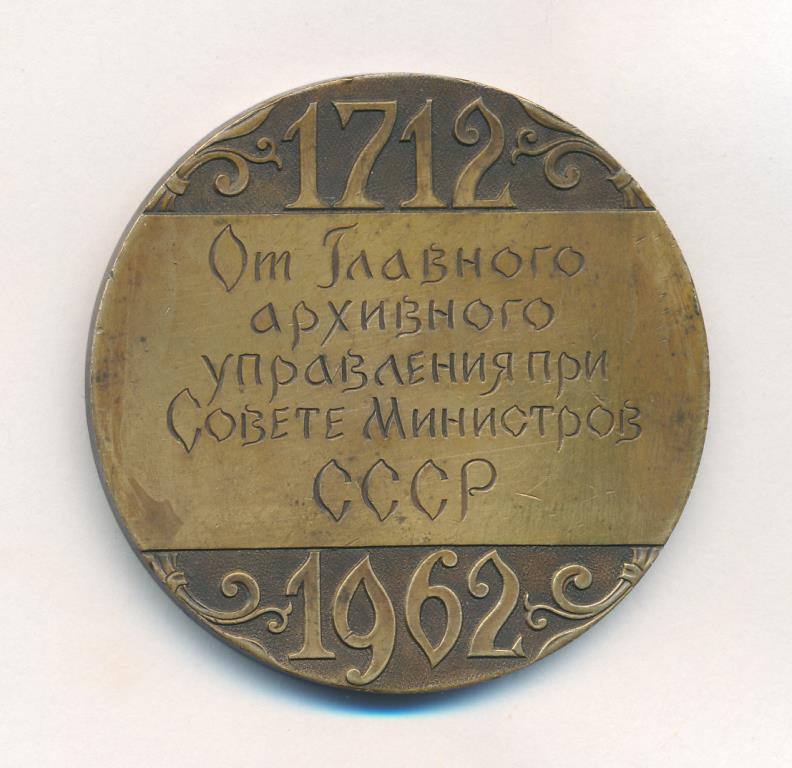 1712
От Главного
архивного
управления при
Совете Министров
СССР
1962